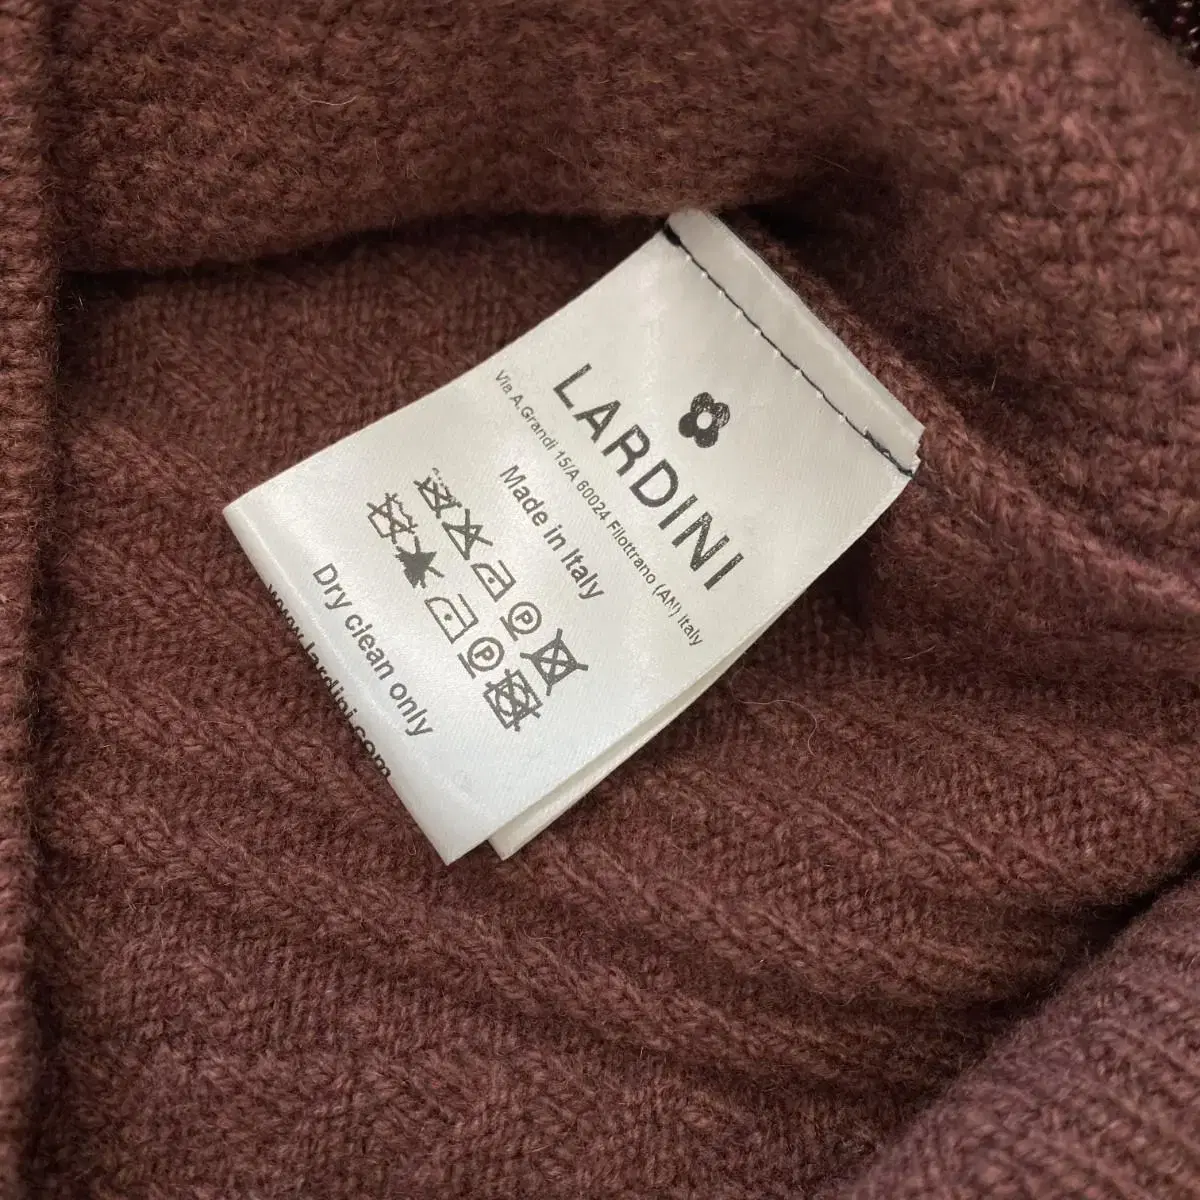 LARDINI
Via A.Grandi 15/A 60024 Filottrano (AN) Italy
Made in Italy
P
P
Dry clean only
www.lardini.com